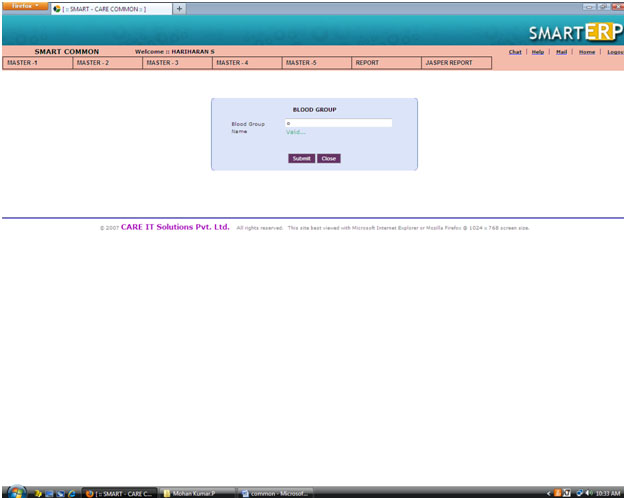 Firefox
[ :: SMART - CARE COMMON :: ]
SMARTERP
SMART COMMON Welcome :: HARIHARAN S Chat | Help | Mail | Home | Logou
MASTER -1 MASTER - 2 MASTER - 3 MASTER - 4 MASTER -5 REPORT JASPER REPORT
BLOOD GROUP
Blood Group
Name
o
Valid...
Submit Close
© 2007 CARE IT Solutions Pvt. Ltd. All rights reserved. This site best viewed with Microsoft Internet Explorer or Mozilla Firefox @ 1024 x 768 screen size.
[ :: SMART - CARE C... Mohan Kumar.P common - Microsof... 10:33 AM